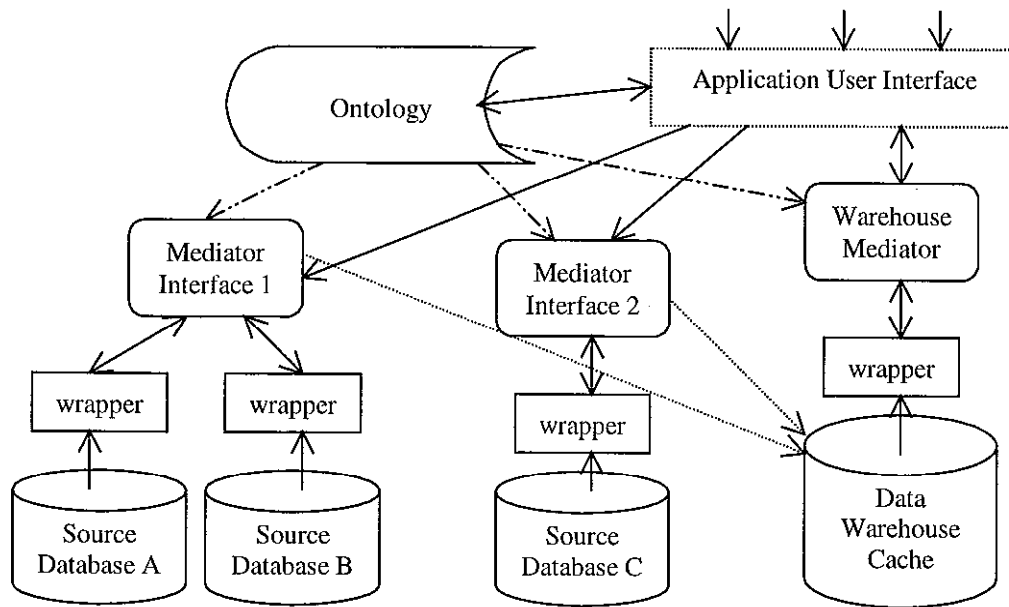 Application User Interface
Ontology
Mediator
Interface 1
Mediator
Interface 2
Warehouse
Mediator
wrapper
wrapper
wrapper
wrapper
Source
Database A
Source
Database B
Source
Database C
Data
Warehouse
Cache